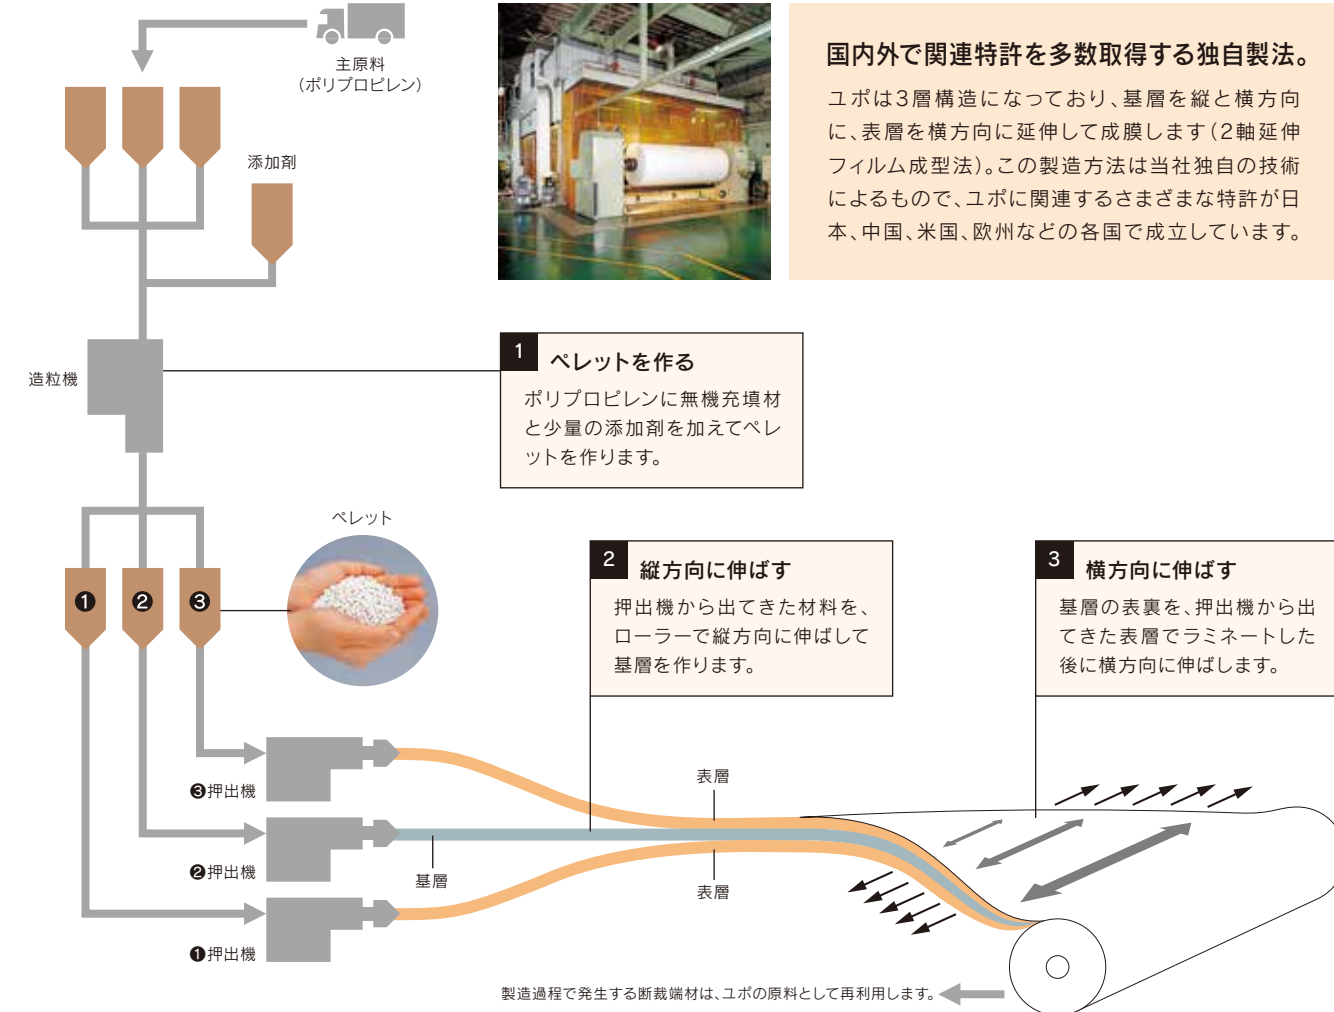 主原料
（ポリプロピレン）
添加剤
国内外で関連特許を多数取得する独自製法。
ユポは3層構造になっており、基層を縦と横方向
に、表層を横方向に延伸して成膜します（2軸延伸
フィルム成型法）。この製造方法は当社独自の技術
によるもので、ユポに関連するさまざまな特許が日
本、中国、米国、欧州などの各国で成立しています。
造粒機
1 ペレットを作る
ポリプロピレンに無機充填材
と少量の添加剤を加えてペレ
ットを作ります。
ペレット
❶ ❷ ❸
2 縦方向に伸ばす
押出機から出てきた材料を、
ローラーで縦方向に伸ばして
基層を作ります。
3 横方向に伸ばす
基層の表裏を、押出機から出
てきた表層でラミネートした
後に横方向に伸ばします。
❸押出機
表層
❷押出機
基層
表層
❶押出機
製造過程で発生する断裁端材は、ユポの原料として再利用します。